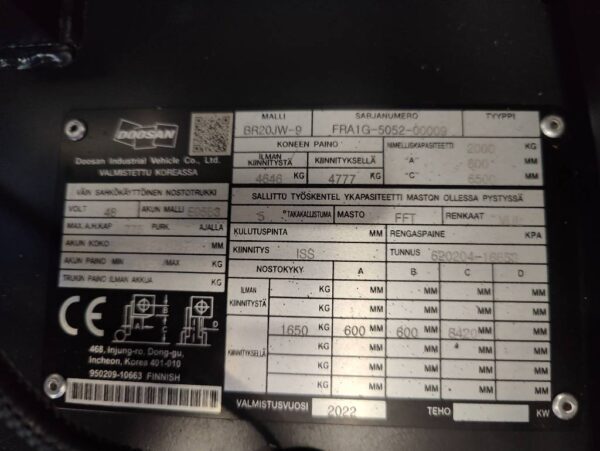 DOOSAN
Doosan Industrial Vehicle Co., Ltd.
VALMISTETTU KOREASSA
VAIN SÄHKÖKÄYTTÖINEN NOSTOTRUKKI
VOLT 48 AKUN MALLI
MAX. A.H.KAP PURK. AJALLA
AKUN KOKO MM
AKUN PAINO MIN /MAX KG
TRUKIN PAINO ILMAN AKKUA KG
CE A B C D
468, Injung-ro, Dong-gu,
Incheon, Korea 401-010
950209-10663 FINNISH
MALLI SARJANUMERO TYYPPI
BR20JW-9 FRA1G-5052-00009
KONEEN PAINO NIMELLISKAPASITEETTI 2000 KG
ILMAN KIINNITYSTÄ KIINNITYKSELLÄ "A" 600 MM
4646 KG 4777 KG "C" 6500 MM
SALLITTU TYÖSKENTEL YKAPASITEETTI MASTON OLLESSA PYSTYSSÄ
5 °TAKAKALLISTUMA MASTO FFT RENKAAT
KULUTUSPINTA MM RENGASPAINE KPA
KIINNITYS ISS TUNNUS
NOSTOKYKY A B C D
ILMAN KG MM MM MM MM
KIINNITYSTÄ KG MM MM MM MM
1650 KG 600 MM 600 MM 6420 MM MM
KIINNITYKSELLÄ KG MM MM MM MM
KG MM MM MM MM
KG MM MM MM MM
VALMISTUSVUOSI 2022 TEHO KW